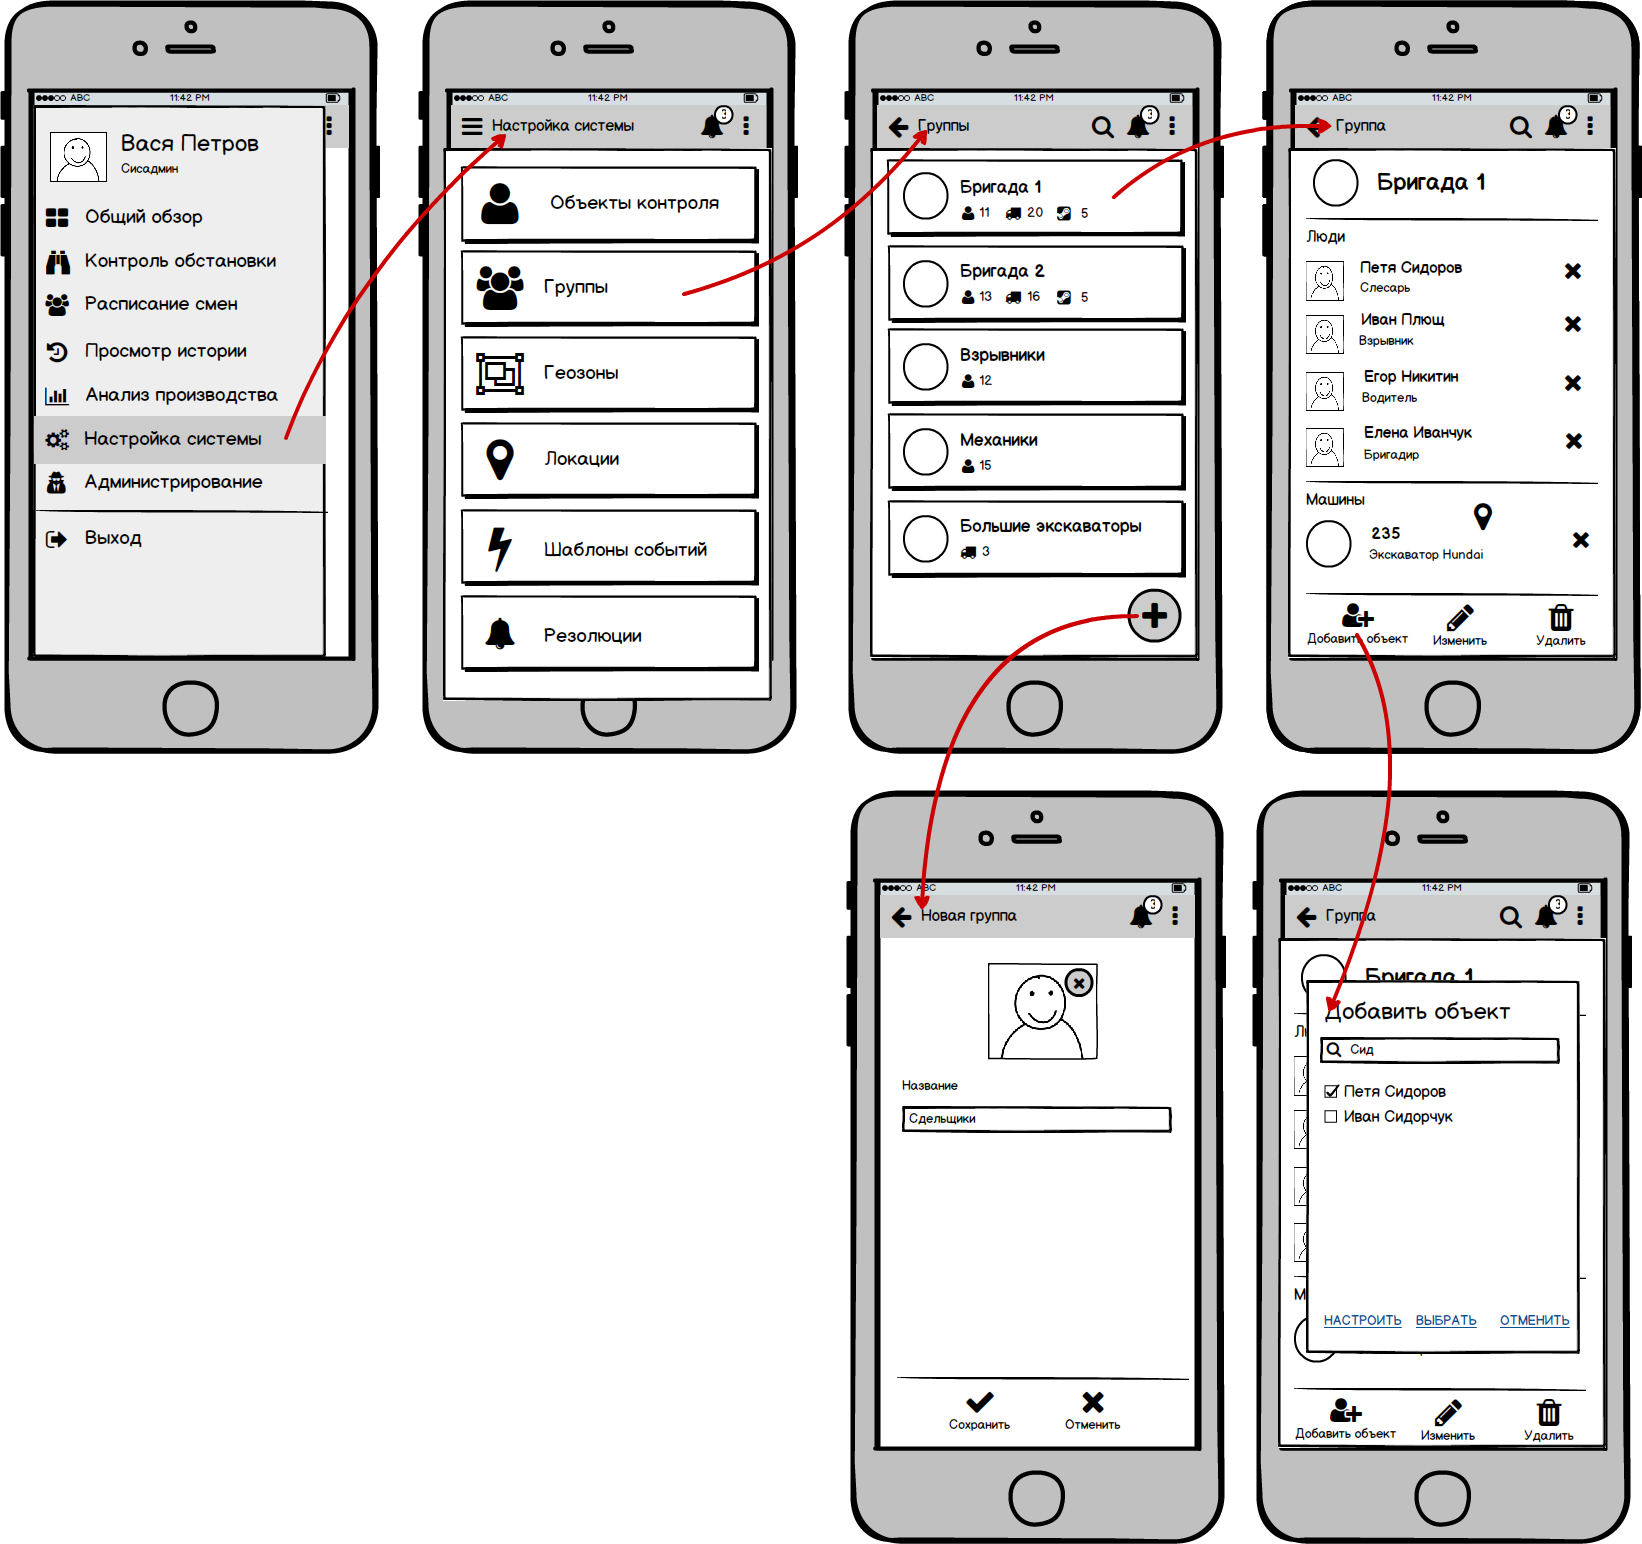 ABC 11:42 PM
Вася Петров
Сисадмин
Общий обзор
Контроль обстановки
Расписание смен
Просмотр истории
Анализ производства
Настройка системы
Администрирование
Выход
ABC 11:42 PM
Настройка системы 3
Объекты контроля
Группы
Геозоны
Локации
Шаблоны событий
Резолюции
ABC 11:42 PM
Группы 3
Бригада 1
11 20 5
Бригада 2
13 16 5
Взрывники
12
Механики
15
Большие экскаваторы
3
ABC 11:42 PM
Группа 3
Бригада 1
Люди
Петя Сидоров
Слесарь
Иван Плющ
Взрывник
Егор Никитин
Водитель
Елена Иванчук
Бригадир
Машины
235
Экскаватор Hundai
Добавить объект Изменить Удалить
ABC 11:42 PM
Новая группа 3
Название
Сдельщики
Сохранить Отменить
ABC 11:42 PM
Группа 3
Бригада 1
Добавить объект
Сид
Петя Сидоров
Иван Сидорчук
НАСТРОИТЬ ВЫБРАТЬ ОТМЕНИТЬ
Добавить объект Изменить Удалить